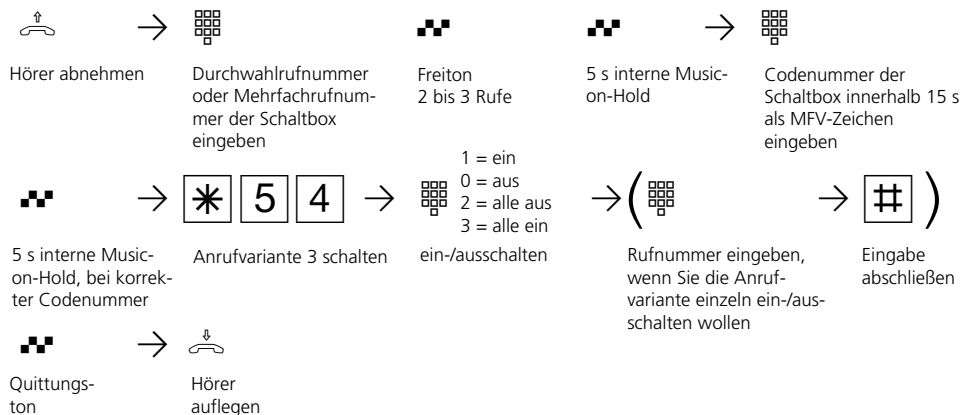 Hörer abnehmen
Durchwahlrufnummer
oder Mehrfachrufnum-
mer der Schaltbox
eingeben
Freiton
2 bis 3 Rufe
5 s interne Music-
on-Hold
Codenummer der
Schaltbox innerhalb 15 s
als MFV-Zeichen
eingeben
5 s interne Music-
on-Hold, bei korrek-
ter Codenummer
* 5 4
Anrufvariante 3 schalten
1 = ein
0 = aus
2 = alle aus
3 = alle ein
ein-/ausschalten
(
Rufnummer eingeben,
wenn Sie die Anruf-
variante einzeln ein-/aus-
schalten wollen
# )
Eingabe
abschließen
Quittungs-
ton
Hörer
auflegen